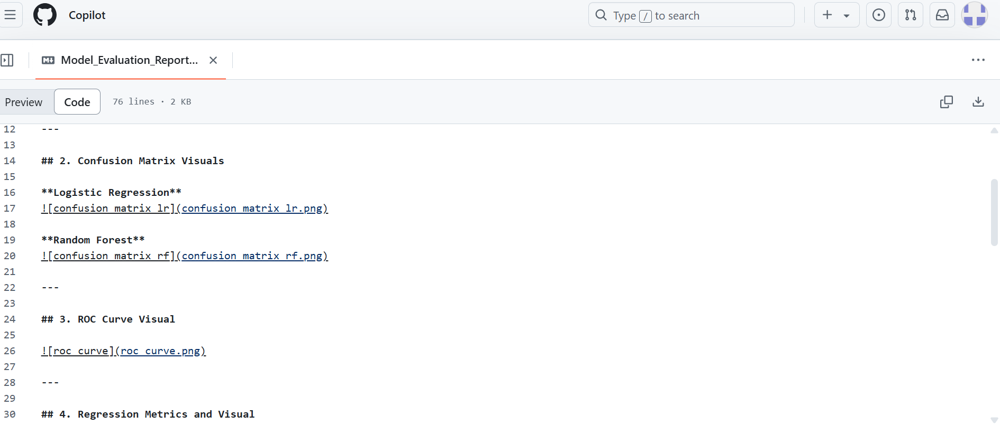 Copilot
Type / to search
Model_Evaluation_Report...
Preview
Code
76 lines · 2 KB
12 ---
13
14 ## 2. Confusion Matrix Visuals
15
16 **Logistic Regression**
17 ![confusion_matrix_lr](confusion_matrix_lr.png)
18
19 **Random Forest**
20 ![confusion_matrix_rf](confusion_matrix_rf.png)
21
22 ---
23
24 ## 3. ROC Curve Visual
25
26 ![roc_curve](roc_curve.png)
27
28 ---
29
30 ## 4. Regression Metrics and Visual